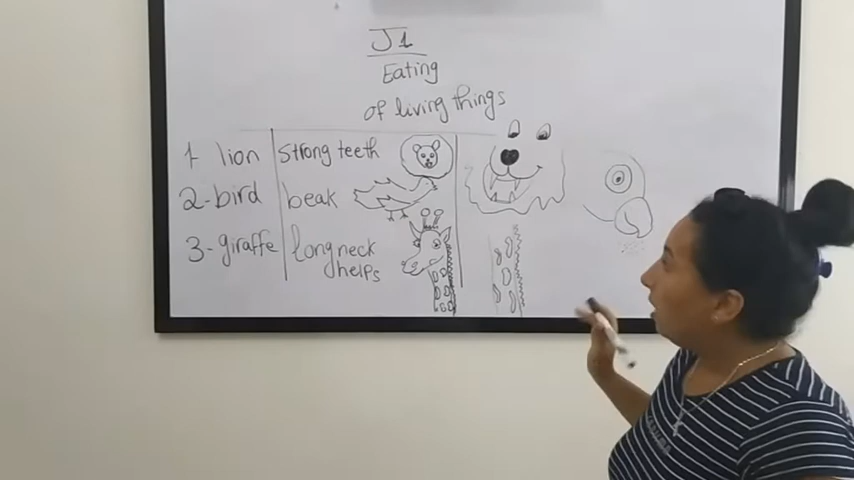 J1
Eating
of living things
1 lion strong teeth
2-bird beak
3-giraffe long neck
helps